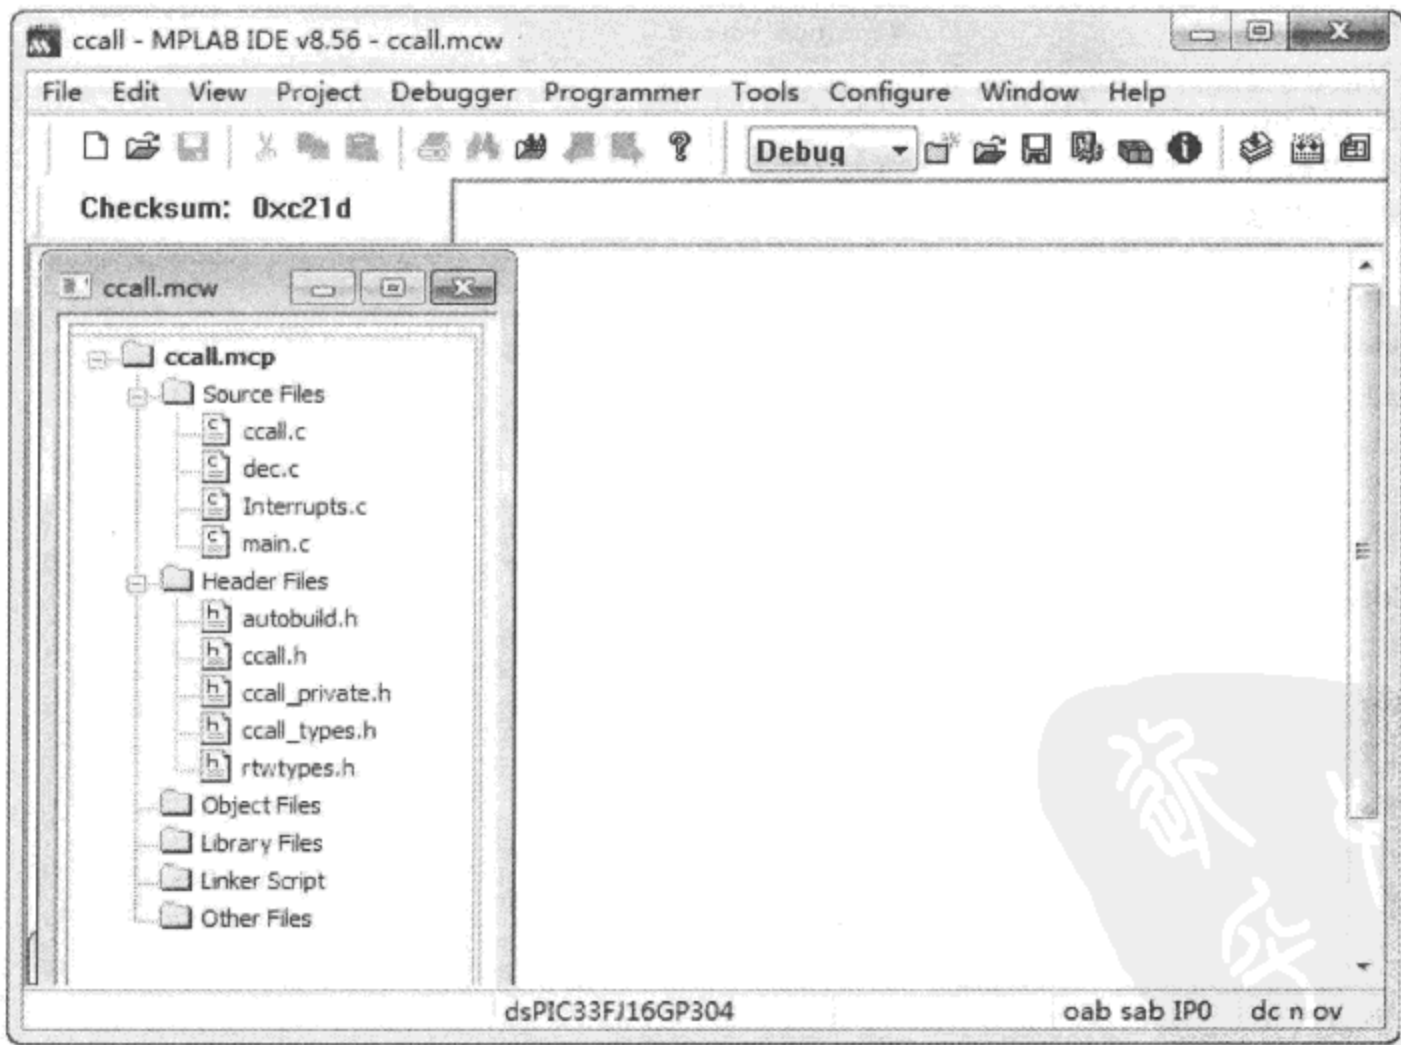 ccall - MPLAB IDE v8.56 - ccall.mcw
File Edit View Project Debugger Programmer Tools Configure Window Help
Debug
Checksum: 0xc21d
ccall.mcw
ccall.mcp
Source Files
ccall.c
dec.c
Interrupts.c
main.c
Header Files
autobuild.h
ccall.h
ccall_private.h
ccall_types.h
rtwtypes.h
Object Files
Library Files
Linker Script
Other Files
dsPIC33FJ16GP304 oab sab IP0 dc n ov